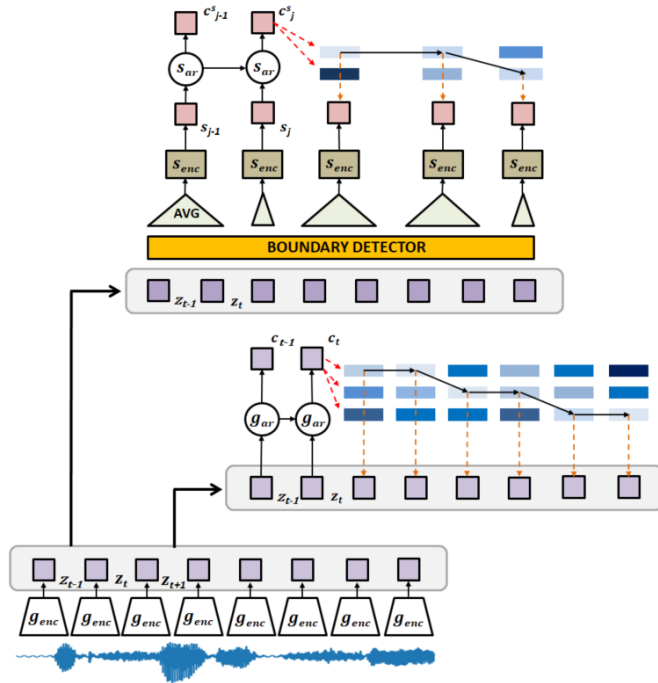 c^s_{j-1} c^s_j
s_ar s_ar
s_{j-1} s_j
s_enc s_enc s_enc s_enc s_enc
AVG
BOUNDARY DETECTOR
z_{t-1} z_t
c_{t-1} c_t
g_ar g_ar
z_{t-1} z_t
z_{t-1} z_t z_{t+1}
g_enc g_enc g_enc g_enc g_enc g_enc g_enc g_enc